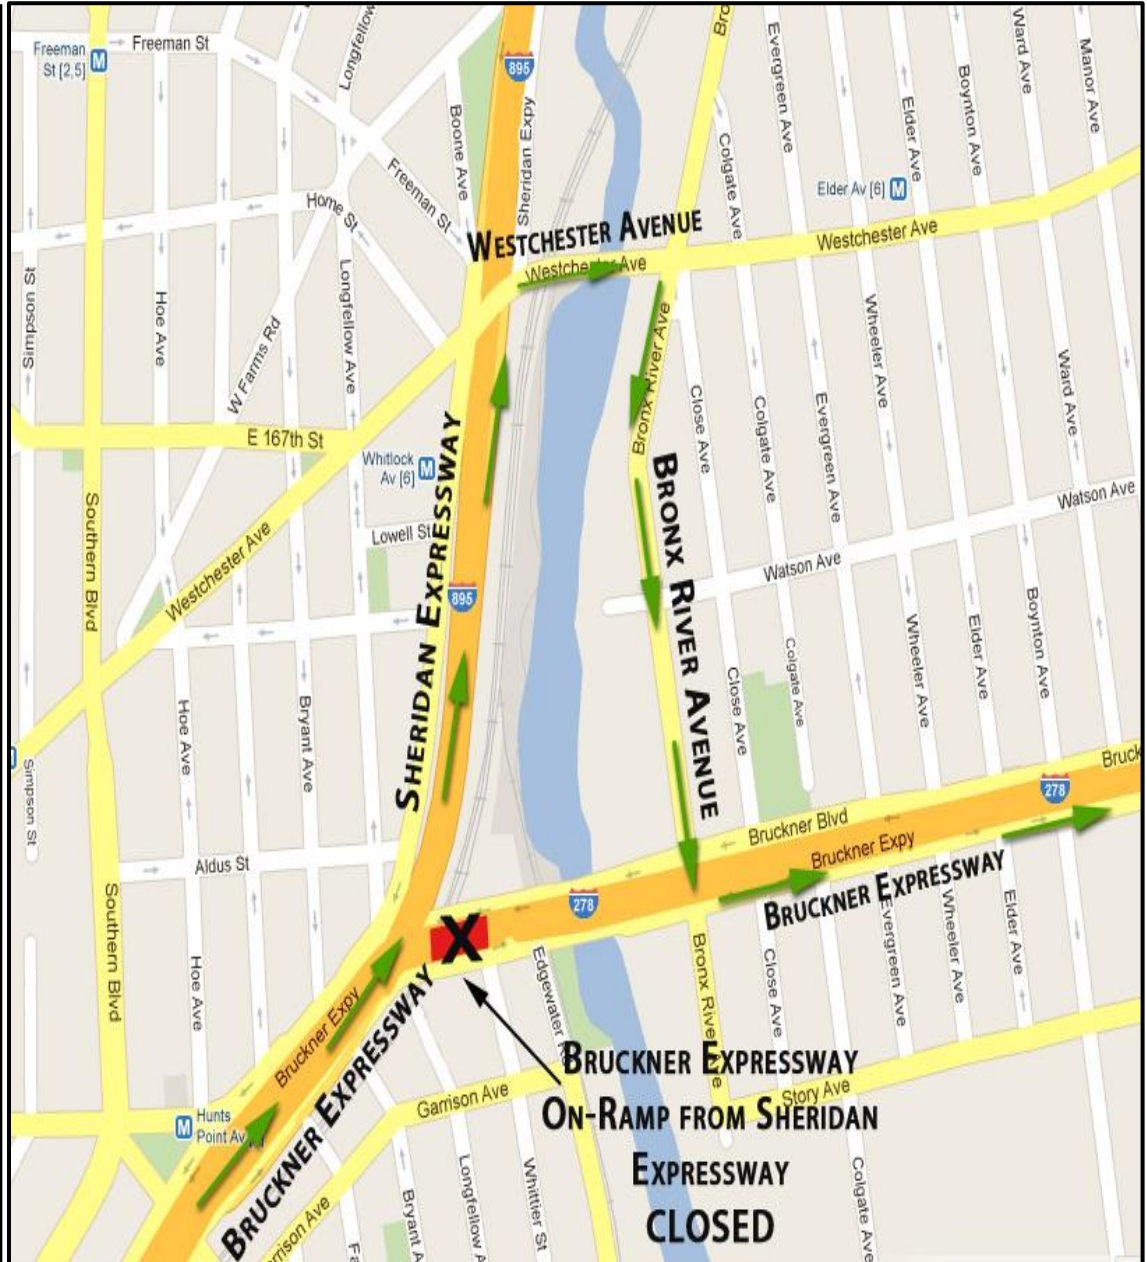 Freeman
St [2,5]
M
Freeman St
Longfellow
895
Sheridan Expy
Boone Ave
Freeman St
Home St
Evergreen Ave
Colgate Ave
Elder Ave
Boynton Ave
Ward Ave
Manor Ave
Elder Av [6]
M
WESTCHESTER AVENUE
Westchester Ave
Westchester Ave
Simpson St
Hoe Ave
W Farms Rd
Longfellow Ave
Bronx River Ave
Close Ave
Colgate Ave
Evergreen Ave
Wheeler Ave
Ward Ave
E 167th St
Whitlock
Av [6]
M
Lowell St
Southern Blvd
Westchester Ave
SHERIDAN EXPRESSWAY
895
BRONX RIVER AVENUE
Watson Ave
Watson Ave
Close Ave
Colgate Ave
Wheeler Ave
Elder Ave
Boynton Ave
Simpson St
Hoe Ave
Bryant Ave
Aldus St
278
Bruckner Blvd
Bruckner Expy
BRUCKNER EXPRESSWAY
278
Southern Blvd
Hoe Ave
Bruckner Expy
BRUCKNER EXPRESSWAY
X
Edgewater
Bronx River Ave
Close Ave
Evergreen Ave
Wheeler Ave
Elder Ave
M
Hunts
Point Av
Garrison Ave
Story Ave
BRUCKNER EXPRESSWAY
ON-RAMP FROM SHERIDAN
EXPRESSWAY
CLOSED
Bryant A
Longfellow A
Whittier St
Colgate Ave